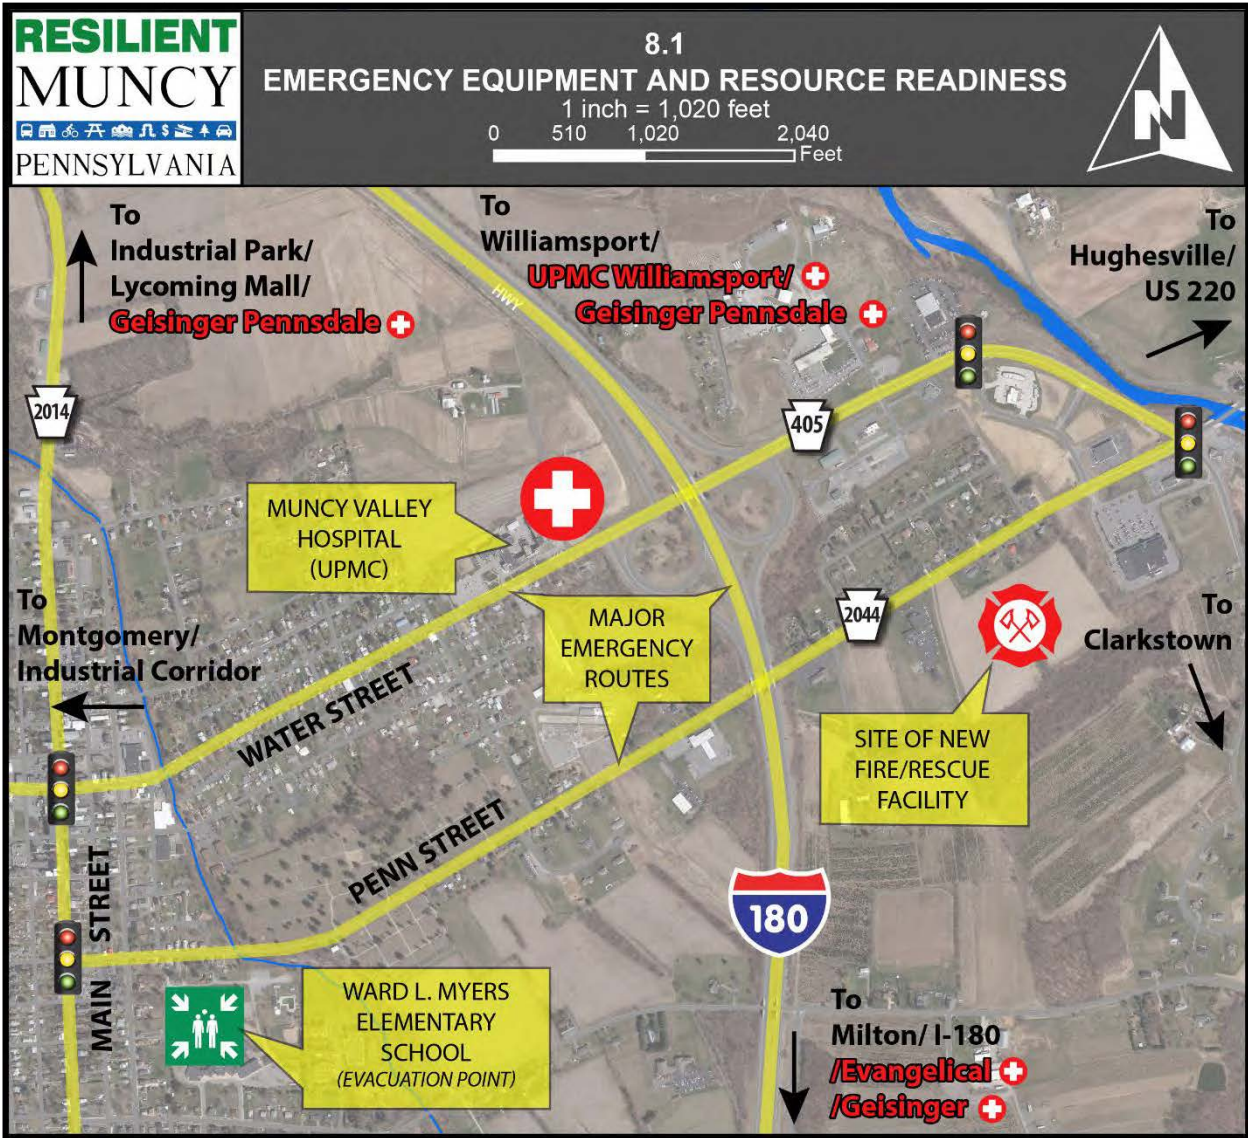 RESILIENT
MUNCY
PENNSYLVANIA
8.1
EMERGENCY EQUIPMENT AND RESOURCE READINESS
1 inch = 1,020 feet
0 510 1,020 2,040
Feet
N
To
Industrial Park/
Lycoming Mall/
Geisinger Pennsdale
To
Williamsport/
UPMC Williamsport/
Geisinger Pennsdale
To
Hughesville/
US 220
HWY
2014
405
MUNCY VALLEY
HOSPITAL
(UPMC)
To
Montgomery/
Industrial Corridor
MAJOR
EMERGENCY
ROUTES
2044
To
Clarkstown
WATER STREET
SITE OF NEW
FIRE/RESCUE
FACILITY
PENN STREET
MAIN STREET
180
WARD L. MYERS
ELEMENTARY
SCHOOL
(EVACUATION POINT)
To
Milton/ I-180
/Evangelical
/Geisinger